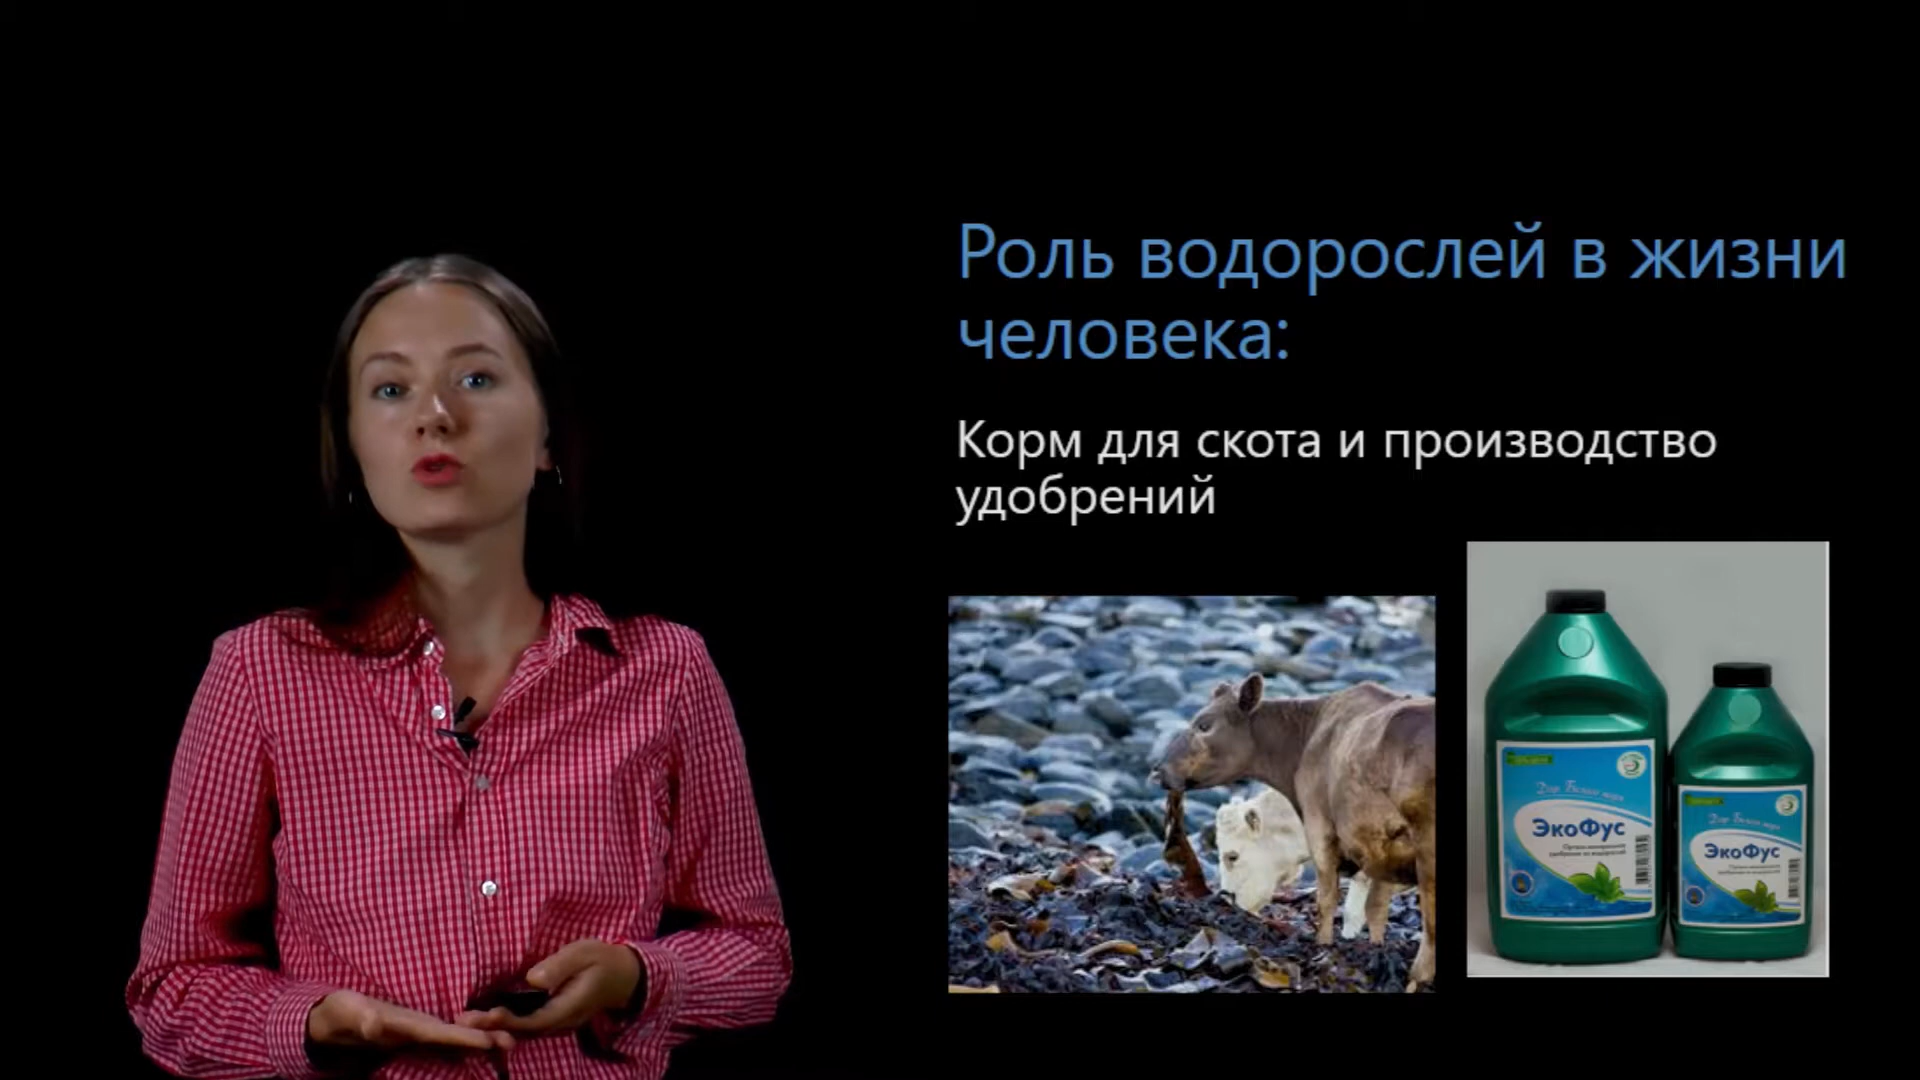 Роль водорослей в жизни
человека:
Корм для скота и производство
удобрений
ЭкоФус
ЭкоФус